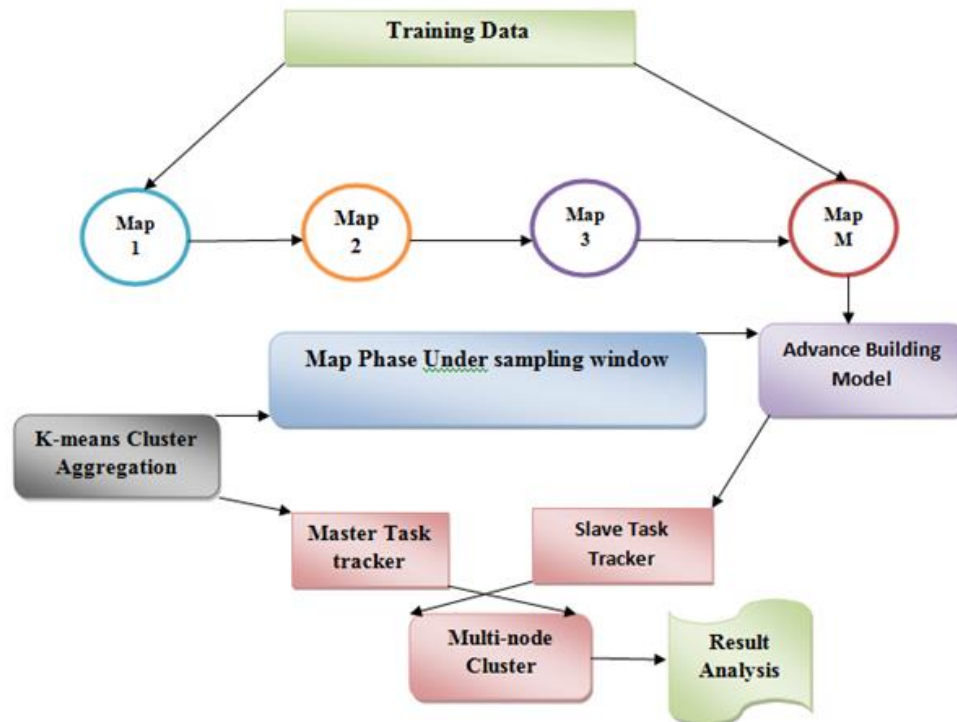 Training Data
Map
1
Map
2
Map
3
Map
M
Map Phase Under sampling window
Advance Building
Model
K-means Cluster
Aggregation
Master Task
tracker
Slave Task
Tracker
Multi-node
Cluster
Result
Analysis